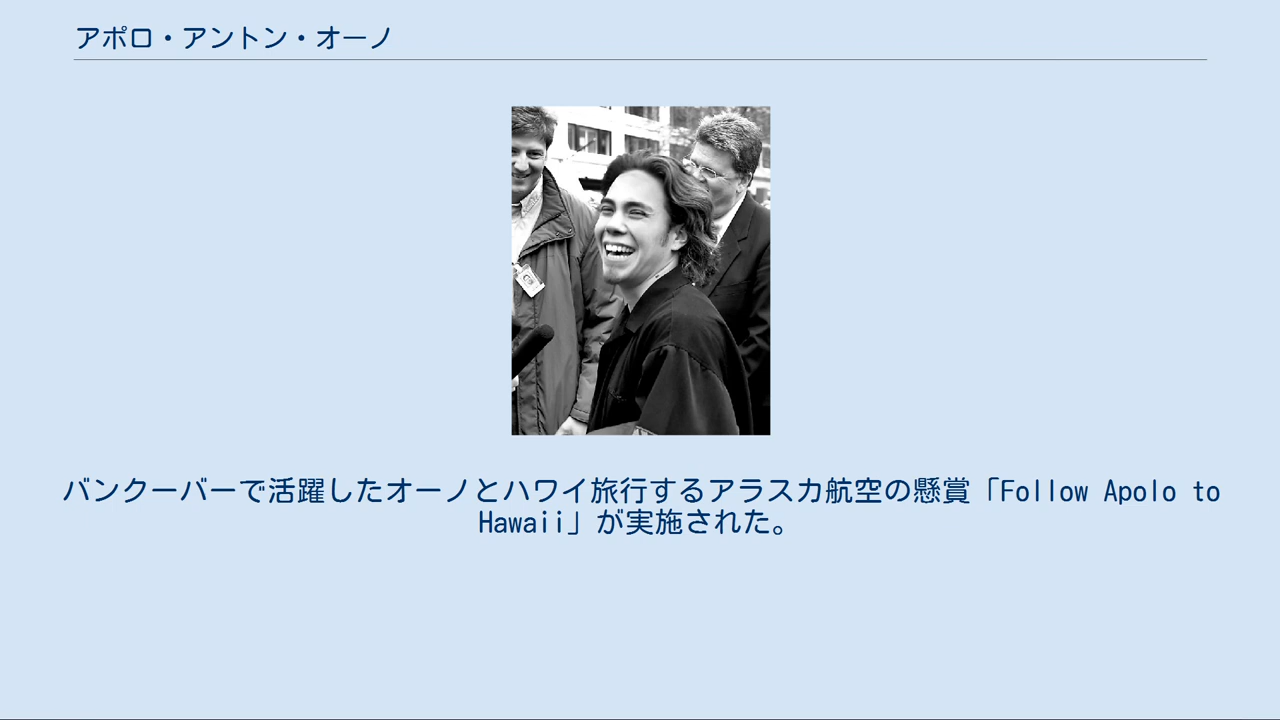 アポロ・アントン・オーノ
バンクーバーで活躍したオーノとハワイ旅行するアラスカ航空の懸賞「Follow Apolo to
Hawaii」が実施された。